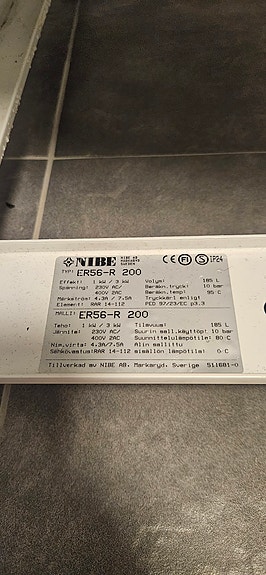 NIBE NIBE AB MARKARYD SWEDEN CE FI S IP24
TYP: ER56-R 200
Effekt: 1 kW / 3 kW Volym: 185 L
Spänning: 230V AC/ Beräkn.tryck: 10 bar
400V 2AC Beräkn.temp: 95°C
Märkström: 4.3A / 7.5A Tryckkärl enligt
Element: RAR 14-112 PED 97/23/EC p3.3
MALLI: ER56-R 200
Teho: 1 kW / 3 kW Tilavuus: 185 L
Jännite: 230V AC/ Suurin sall.käyttöp: 10 bar
400V 2AC Suunnittelulämpötila:
Nim.virta: 4.3A/7.5A Alin sallittu
Sähkövastus: RAR 14-112 sisällön lämpötila: 0°C
Tillverkad av NIBE AB. Markaryd. Sverige 511681-0